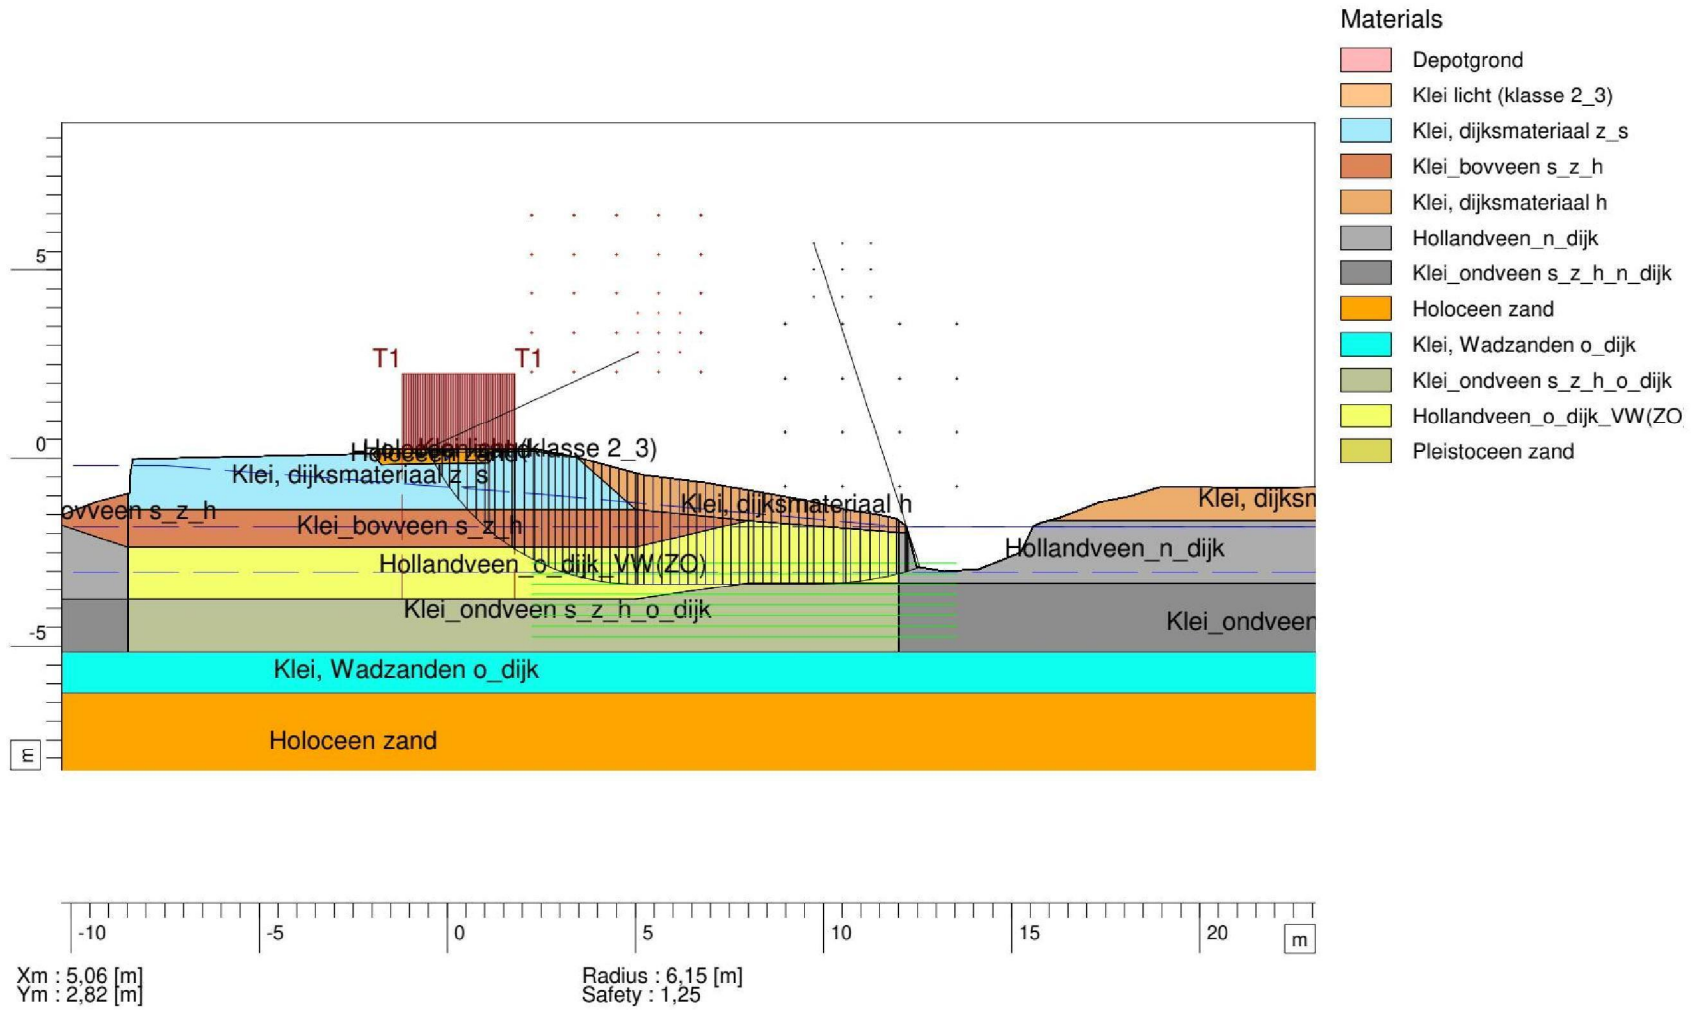 Materials
Depotgrond
Klei licht (klasse 2_3)
Klei, dijksmateriaal z_s
Klei_bovveen s_z_h
Klei, dijksmateriaal h
Hollandveen_n_dijk
Klei_ondveen s_z_h_n_dijk
Holoceen zand
Klei, Wadzanden o_dijk
Klei_ondveen s_z_h_o_dijk
Hollandveen_o_dijk_VW(ZO)
Pleistoceen zand
5
T1 T1
0
(klasse 2_3)
Klei, dijksmateriaal z_s
Klei, dijksmateriaal h
Klei, dijksm
ovveen s_z_h
Klei_bovveen s_z_h
Hollandveen_n_dijk
Hollandveen_o_dijk_VW(ZO)
Klei_ondveen s_z_h_o_dijk
Klei_ondveen
-5
Klei, Wadzanden o_dijk
Holoceen zand
m
-10 -5 0 5 10 15 20 m
Xm : 5,06 [m]
Ym : 2,82 [m]
Radius : 6,15 [m]
Safety : 1,25